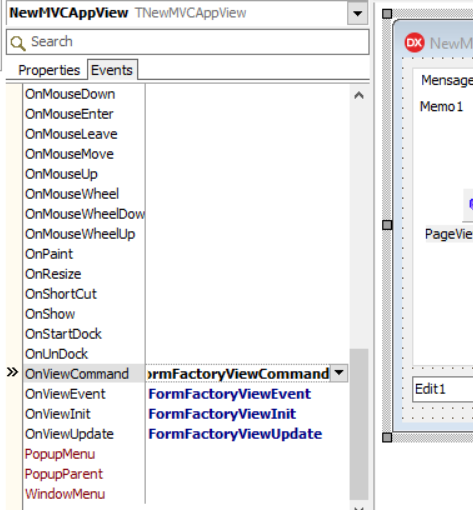 NewMVCAppView TNewMVCAppView
Search
Properties Events
OnMouseDown
OnMouseEnter
OnMouseLeave
OnMouseMove
OnMouseUp
OnMouseWheel
OnMouseWheelDow
OnMouseWheelUp
OnPaint
OnResize
OnShortCut
OnShow
OnStartDock
OnUnDock
OnViewCommand ormFactoryViewCommand
OnViewEvent FormFactoryViewEvent
OnViewInit FormFactoryViewInit
OnViewUpdate FormFactoryViewUpdate
PopupMenu
PopupParent
WindowMenu
DX NewM
Mensage
Memo1
PageVie
Edit1